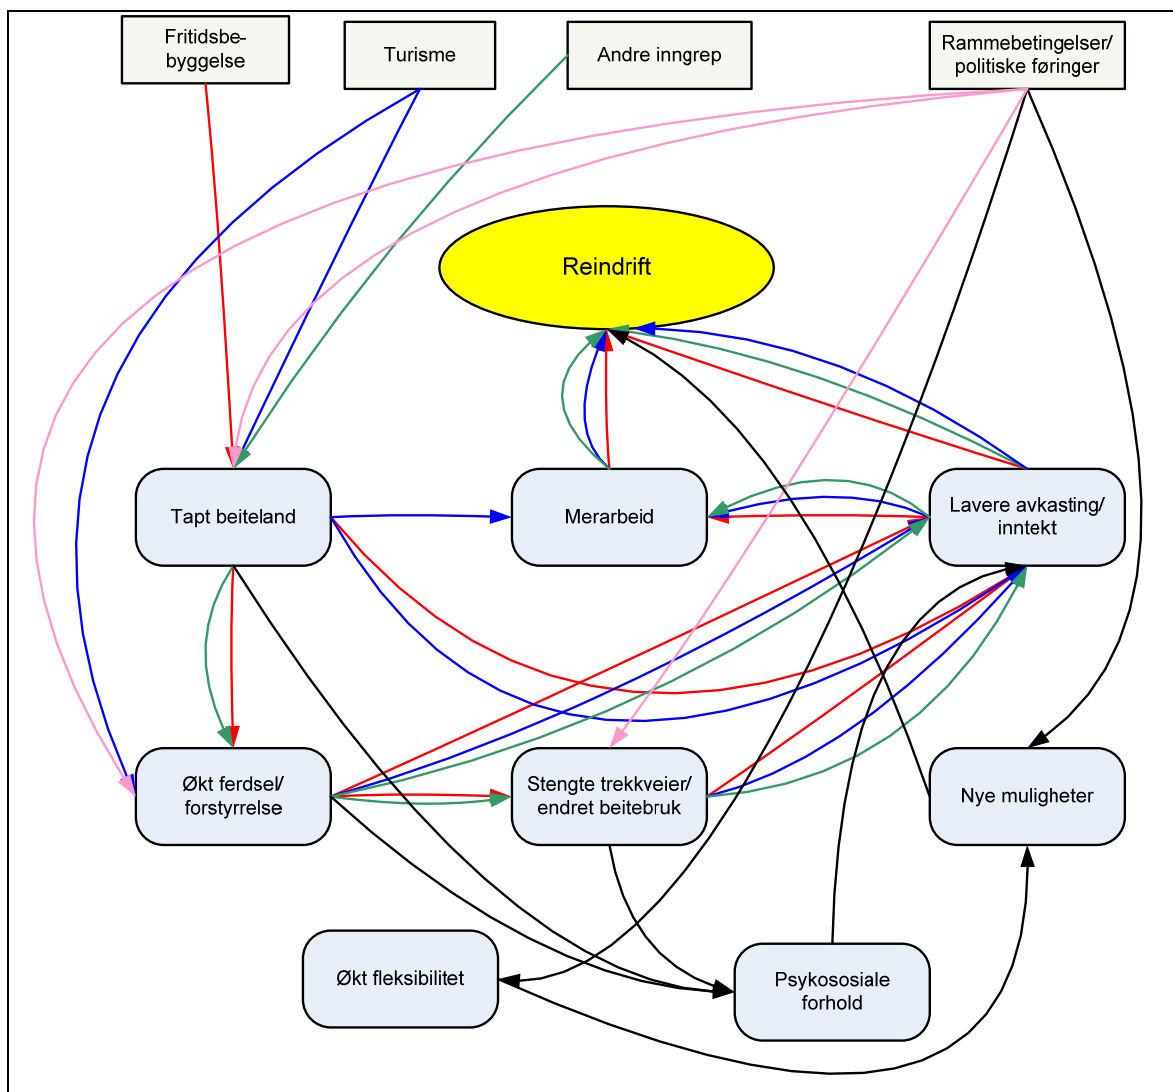 Fritidsbe-
byggelse
Turisme
Andre inngrep
Rammebetingelser/
politiske føringer
Reindrift
Tapt beiteland
Merarbeid
Lavere avkasting/
inntekt
Økt ferdsel/
forstyrrelse
Stengte trekkveier/
endret beitebruk
Nye muligheter
Økt fleksibilitet
Psykososiale
forhold